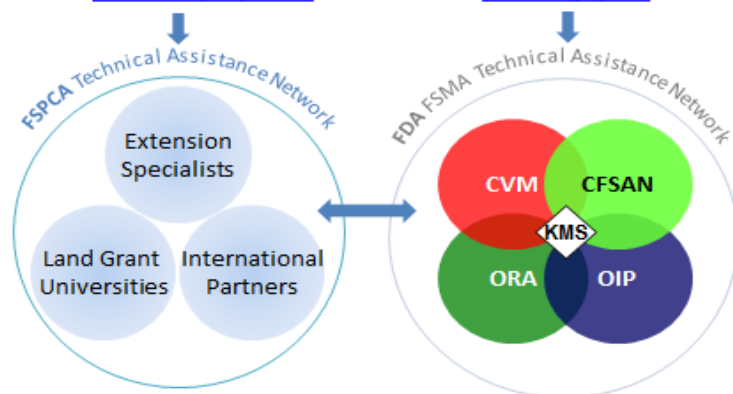 FSPCA Technical Assistance Network
Extension
Specialists
Land Grant
Universities
International
Partners
FDA FSMA Technical Assistance Network
CVM
CFSAN
KMS
ORA
OIP